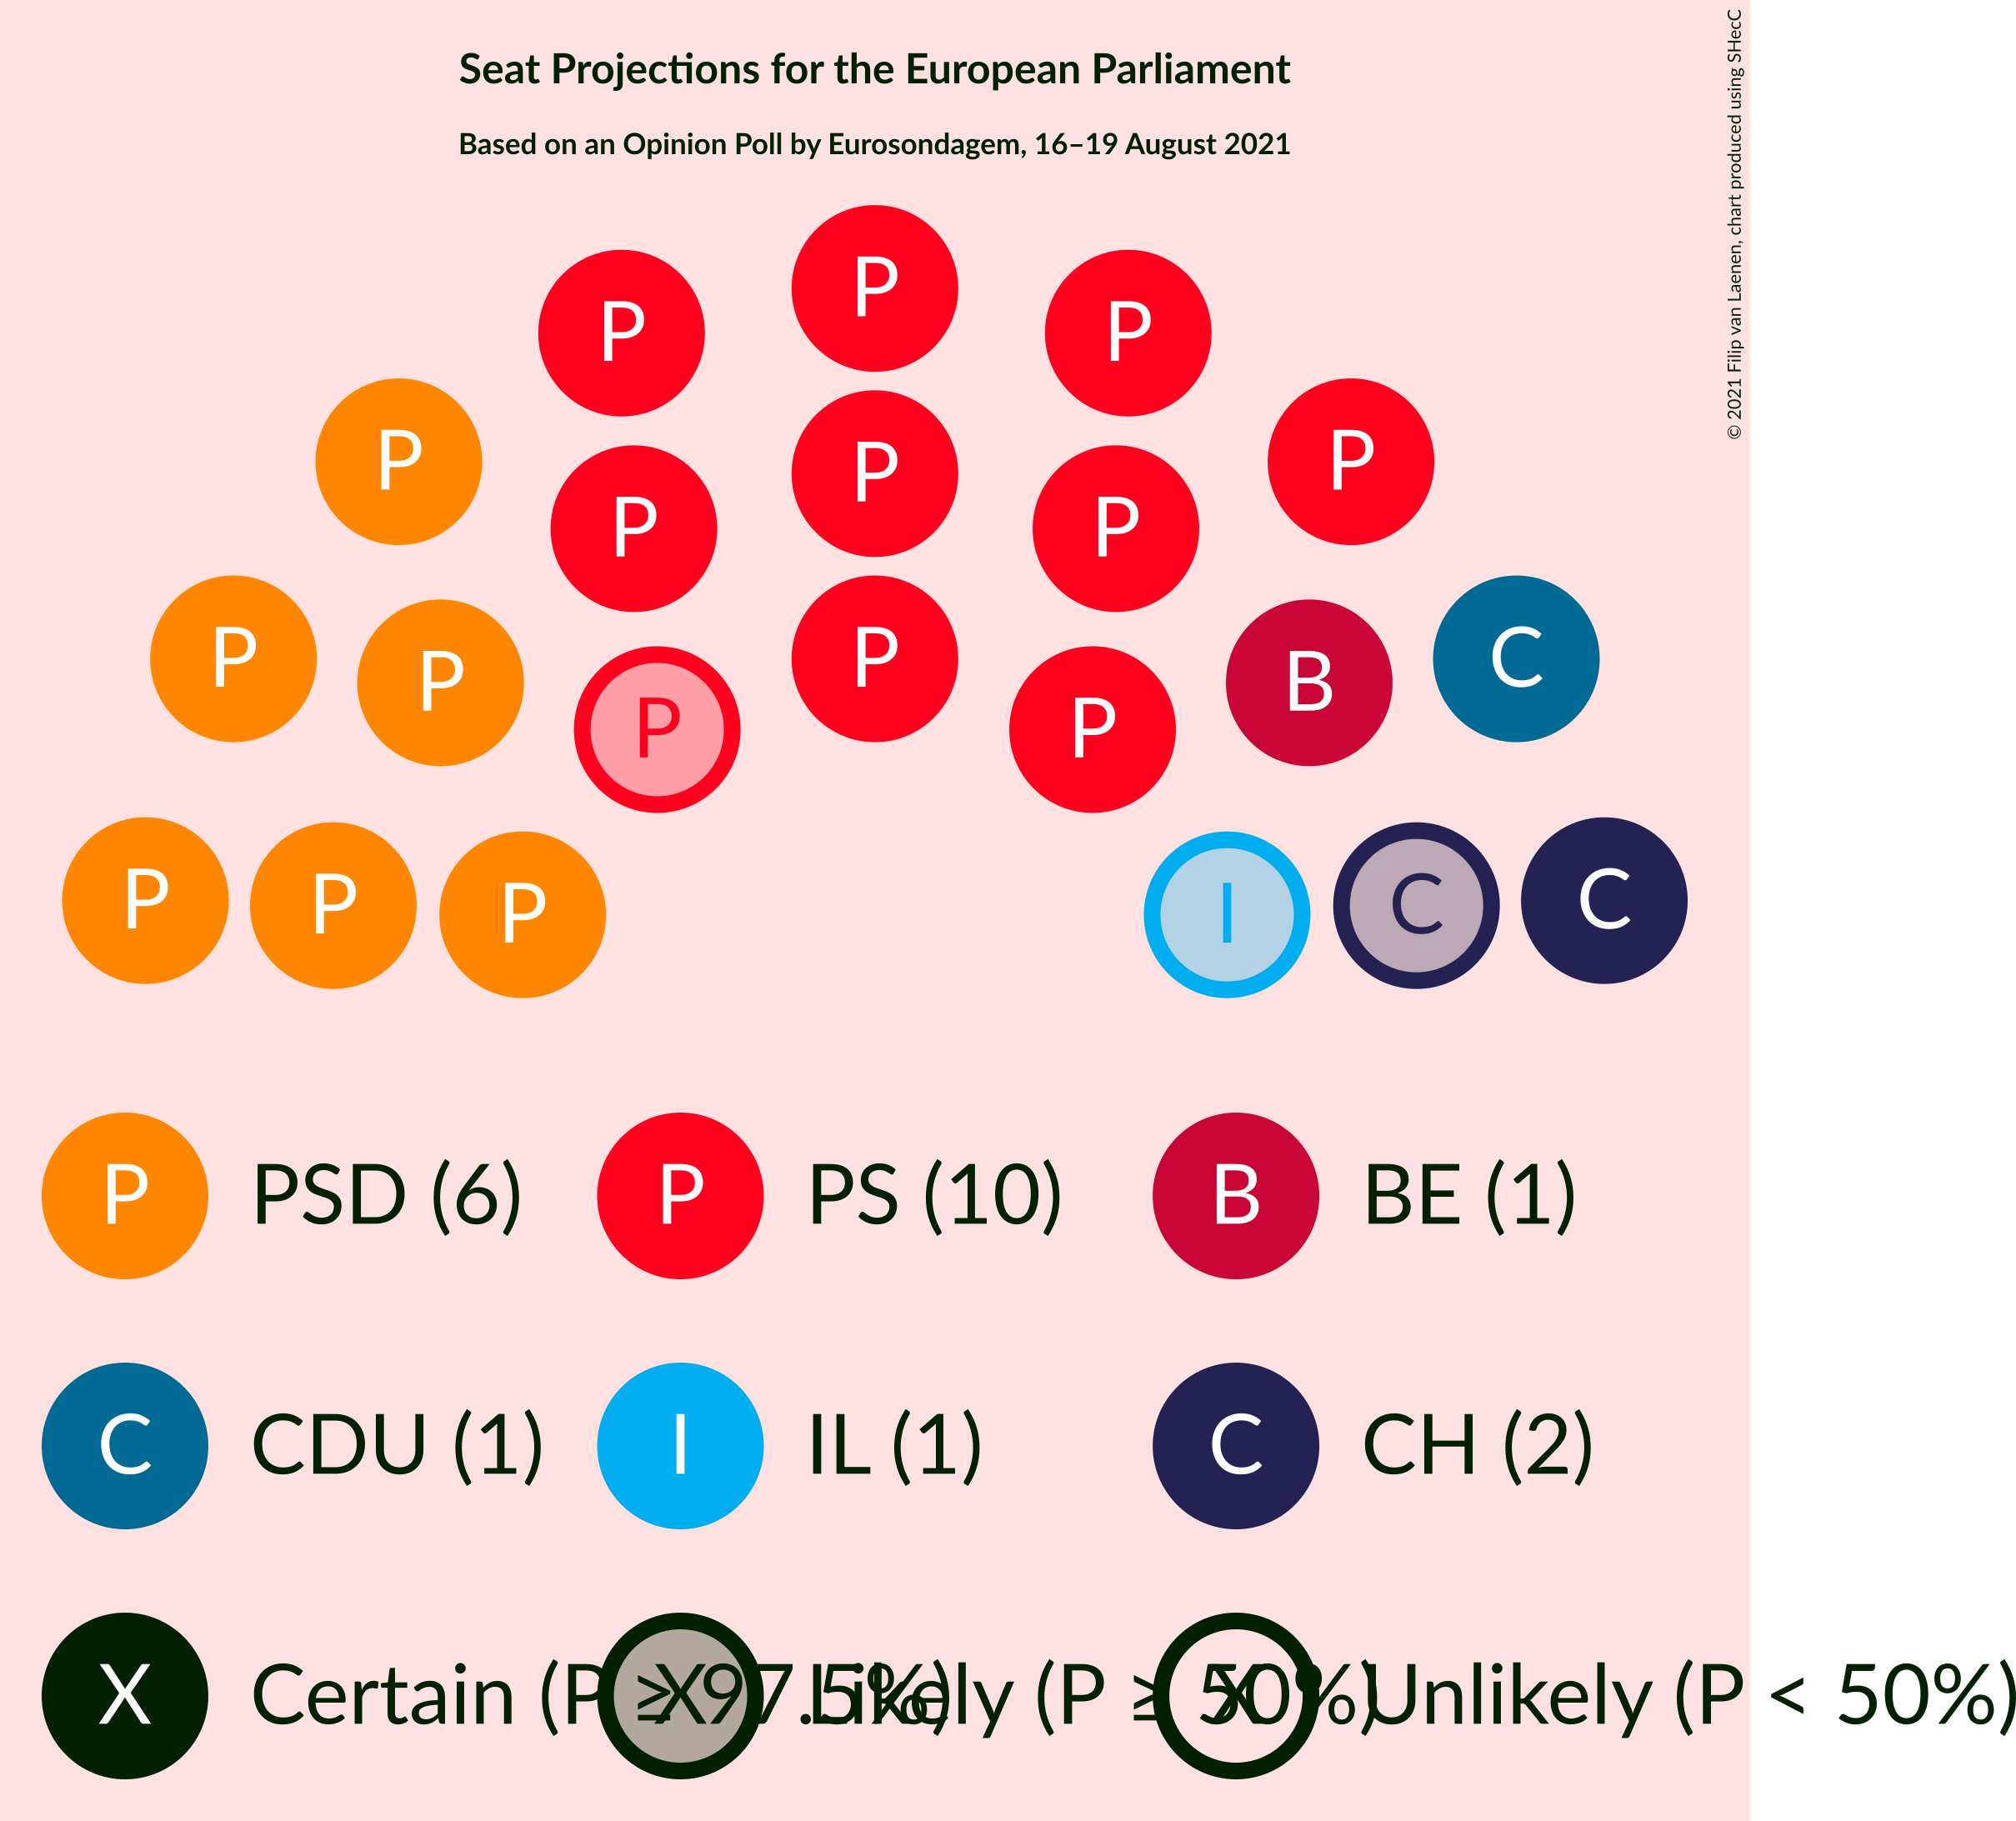 Seat Projections for the European Parliament
Based on an Opinion Poll by Eurosondagem, 16–19 August 2021
© 2021 Filip van Laenen, chart produced using SHecC
P
P P
P P
P
P P
P P
P B C
P P
P P
P P P I C C
P PSD (6) P PS (10) B BE (1)
C CDU (1) I IL (1) C CH (2)
X Certain (P ≥ 97.5%) X Likely (P ≥ 50%) X Unlikely (P < 50%)